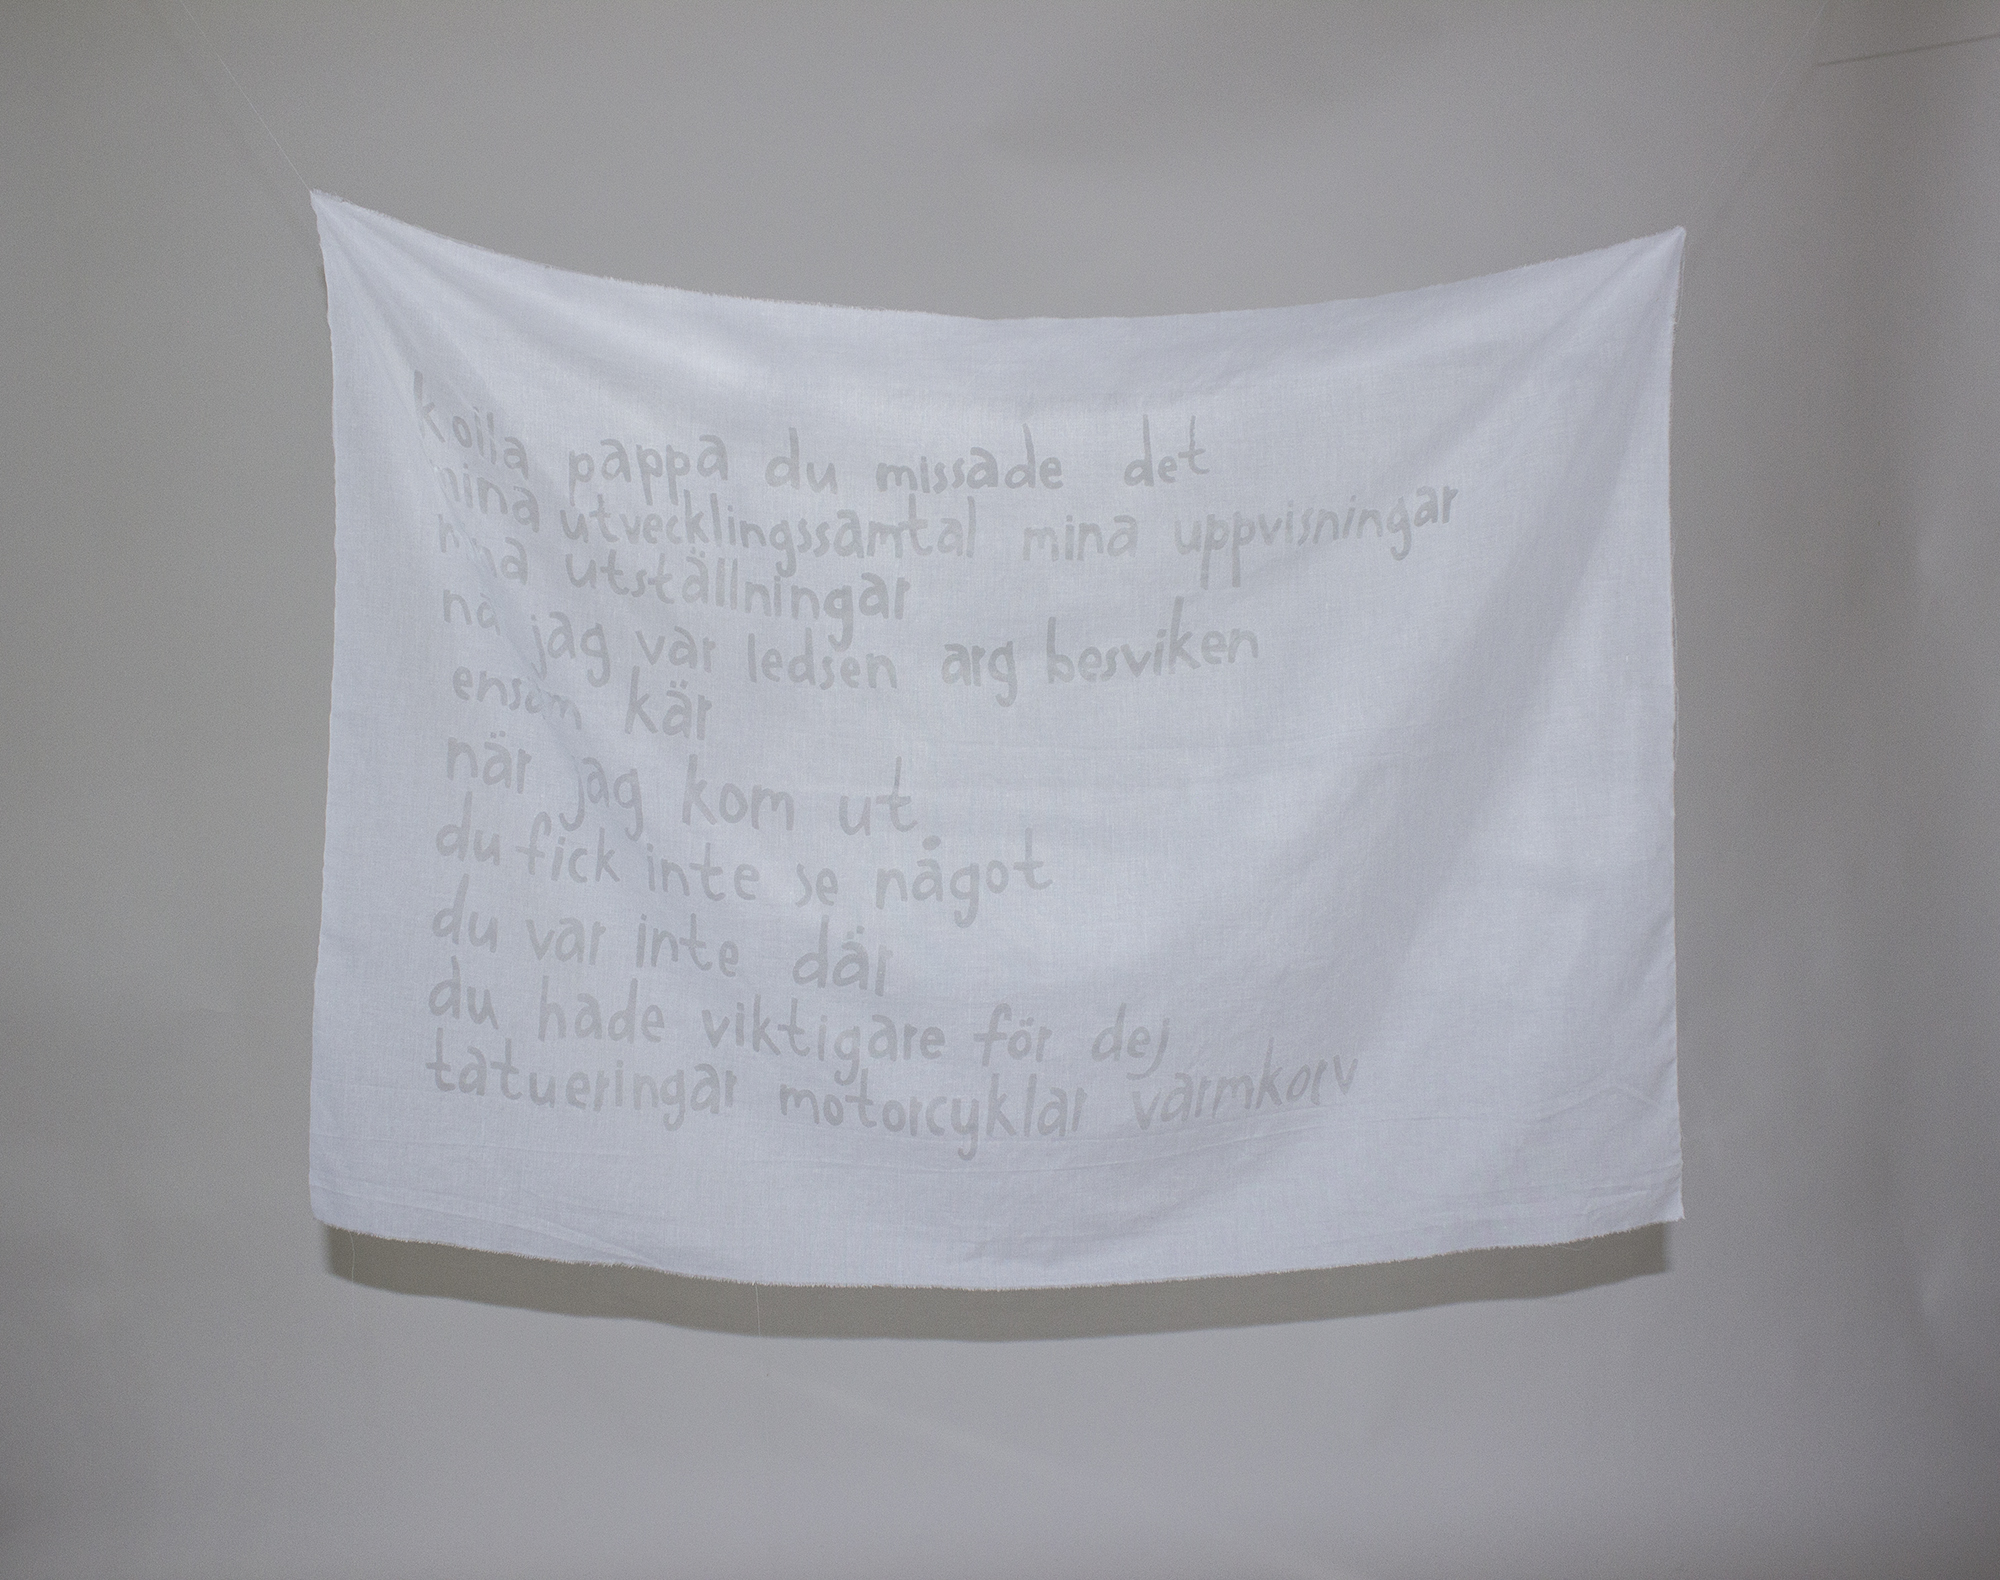 koila pappa du missade det
mina utvecklingssamtal mina uppvisningar
mina utställningar
nä jag var ledsen arg besviken
ensam kär
när jag kom ut
du fick inte se något
du var inte där
du hade viktigare för dej
tatueringar motorcyklar varmkorv